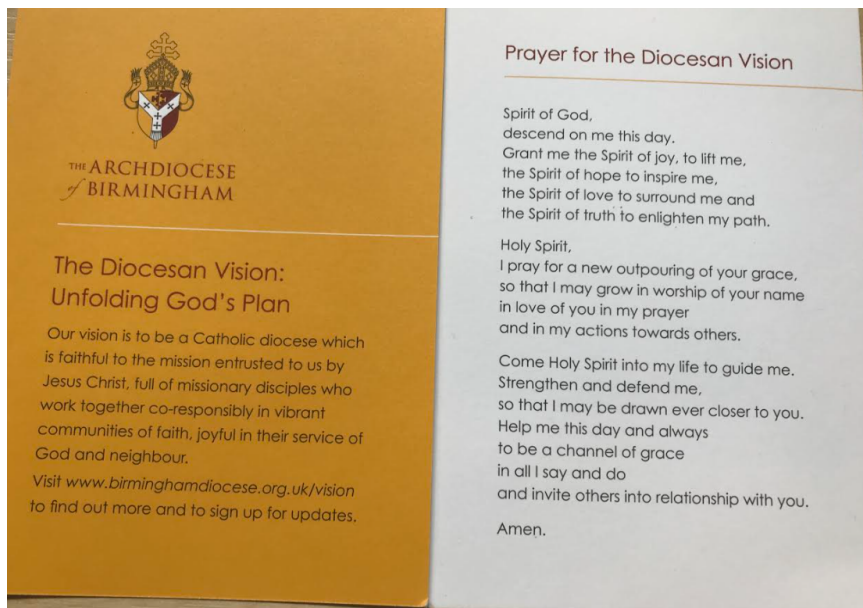 THE ARCHDIOCESE
of BIRMINGHAM
The Diocesan Vision:
Unfolding God's Plan
Our vision is to be a Catholic diocese which
is faithful to the mission entrusted to us by
Jesus Christ, full of missionary disciples who
work together co-responsibly in vibrant
communities of faith, joyful in their service of
God and neighbour.
Visit www.birminghamdiocese.org.uk/vision
to find out more and to sign up for updates.
Prayer for the Diocesan Vision
Spirit of God,
descend on me this day.
Grant me the Spirit of joy, to lift me,
the Spirit of hope to inspire me,
the Spirit of love to surround me and
the Spirit of truth to enlighten my path.
Holy Spirit,
I pray for a new outpouring of your grace,
so that I may grow in worship of your name
in love of you in my prayer
and in my actions towards others.
Come Holy Spirit into my life to guide me.
Strengthen and defend me,
so that I may be drawn ever closer to you.
Help me this day and always
to be a channel of grace
in all I say and do
and invite others into relationship with you.
Amen.